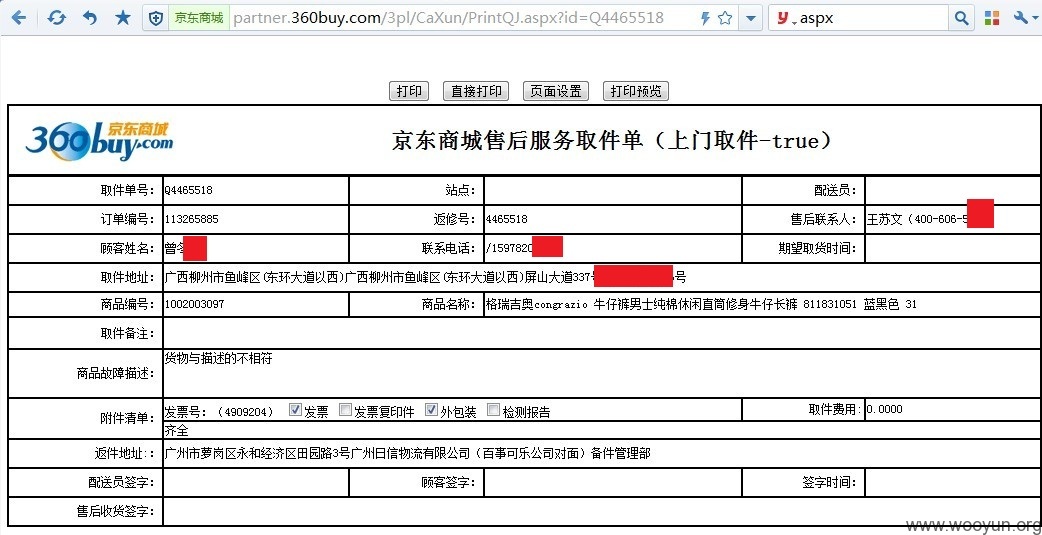 京东商城 partner.360buy.com/3pl/CaXun/PrintQJ.aspx?id=Q4465518 aspx
打印 直接打印 页面设置 打印预览
360buy.com 京东商城 京东商城售后服务取件单（上门取件-true）
取件单号: Q4465518 站点: 配送员:
订单编号: 113265885 返修号: 4465518 售后联系人: 王苏文（400-606-5
顾客姓名: 曾 联系电话: /159782 期望取货时间:
取件地址: 广西柳州市鱼峰区(东环大道以西)广西柳州市鱼峰区(东环大道以西)屏山大道337 号
商品编号: 1002003097 商品名称: 格瑞吉奥congrazio 牛仔裤男士纯棉休闲直筒修身牛仔长裤 811831051 蓝黑色 31
取件备注:
商品故障描述: 货物与描述的不相符
附件清单: 发票号:（4909204） 发票 发票复印件 外包装 检测报告 取件费用: 0.0000
齐全
返件地址:: 广州市萝岗区永和经济区田园路3号广州日信物流有限公司（百事可乐公司对面）备件管理部
配送员签字: 顾客签字: 签字时间:
售后收货签字:
www.wooyun.org